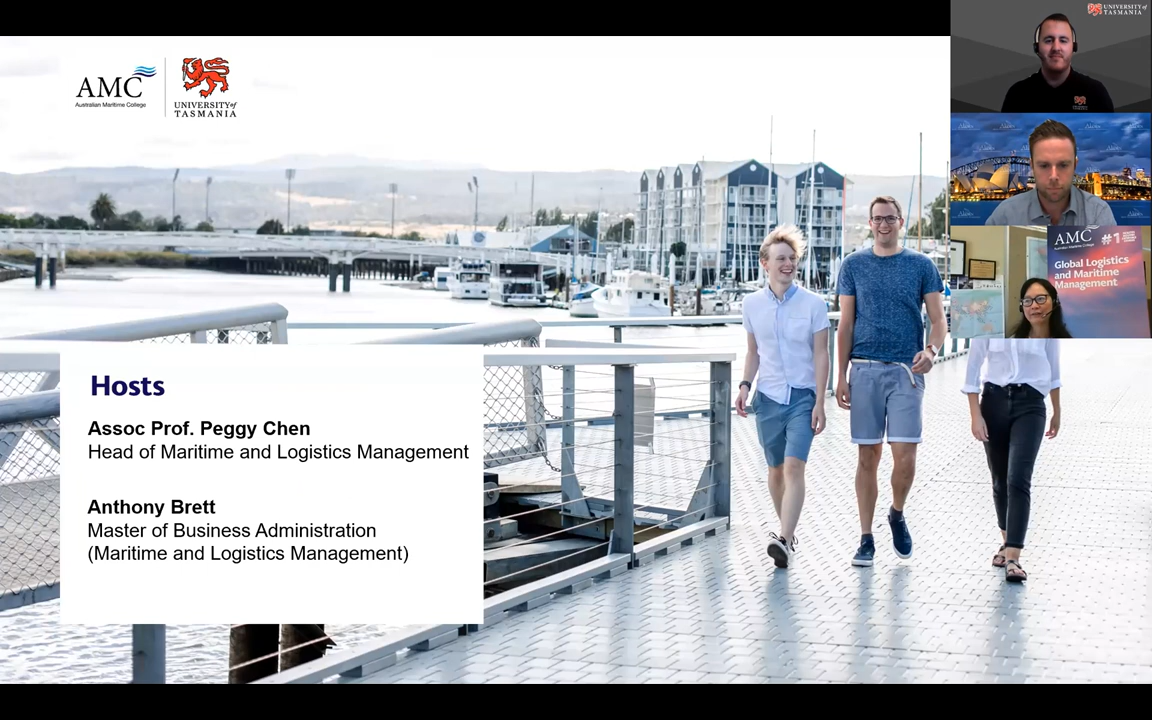 AMC
Australian Maritime College
UNIVERSITY of
TASMANIA
Hosts
Assoc Prof. Peggy Chen
Head of Maritime and Logistics Management
Anthony Brett
Master of Business Administration
(Maritime and Logistics Management)
UNIVERSITY of
TASMANIA
AMC
#1
Global Logistics
and Maritime
Management